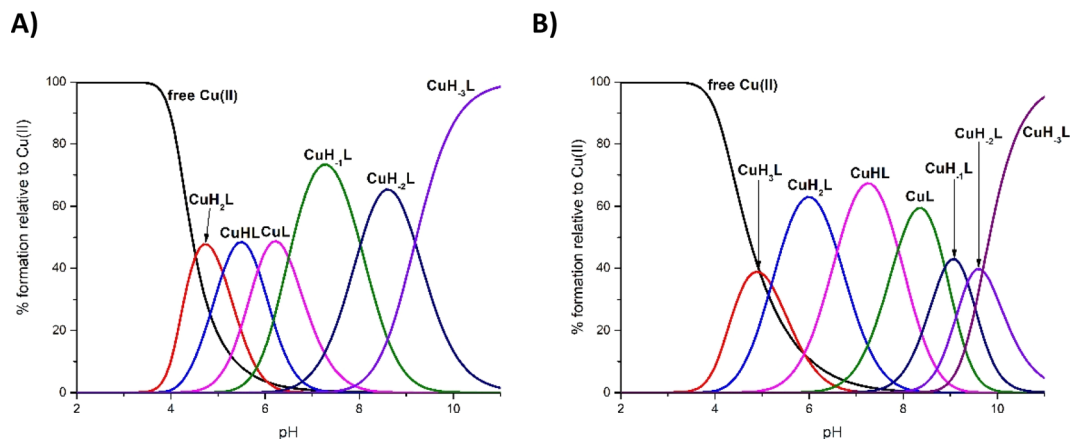 A)
B)
% formation relative to Cu(II)
100
80
60
40
20
0
free Cu(II)
CuH₂L
CuHL
CuL
CuH₋₁L
CuH₋₂L
CuH₋₃L
2
4
6
8
10
pH
% formation relative to Cu(II)
100
80
60
40
20
0
free Cu(II)
CuH₃L
CuH₂L
CuHL
CuL
CuH₋₁L
CuH₋₂L
CuH₋₃L
2
4
6
8
10
pH